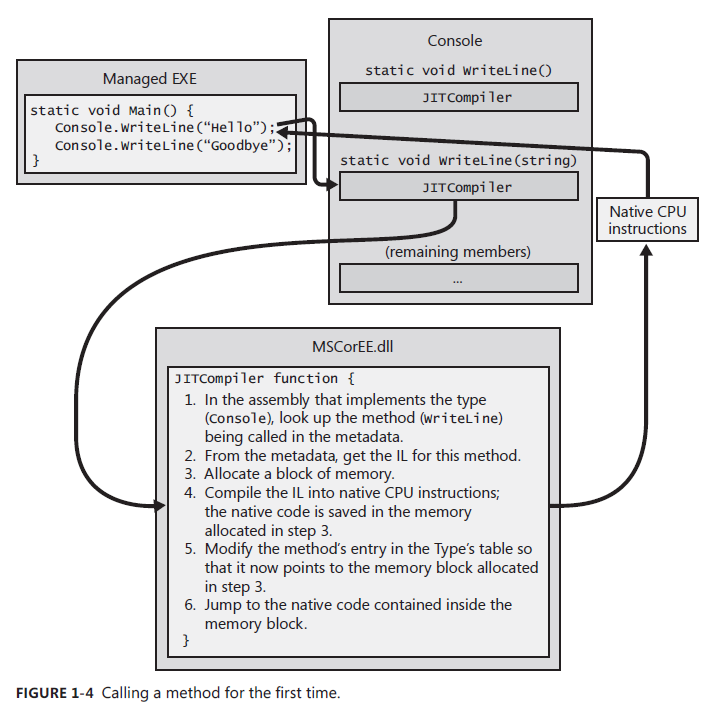 Managed EXE
static void Main() {
Console.WriteLine(“Hello”);
Console.WriteLine(“Goodbye”);
}
Console
static void WriteLine()
JITCompiler
static void WriteLine(string)
JITCompiler
(remaining members)
...
Native CPU
instructions
MSCorEE.dll
JITCompiler function {
1. In the assembly that implements the type
(Console), look up the method (WriteLine)
being called in the metadata.
2. From the metadata, get the IL for this method.
3. Allocate a block of memory.
4. Compile the IL into native CPU instructions;
the native code is saved in the memory
allocated in step 3.
5. Modify the method’s entry in the Type’s table so
that it now points to the memory block allocated
in step 3.
6. Jump to the native code contained inside the
memory block.
}
FIGURE 1-4 Calling a method for the first time.